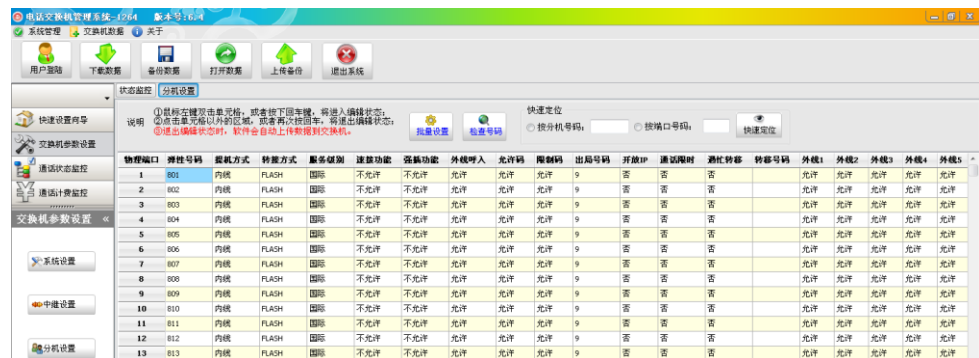 电话交换机管理系统-1264 版本号:6.4
系统管理 交换机数据 关于
用户登陆 下载数据 备份数据 打开数据 上传备份 退出系统
状态监控 分机设置
快速设置向导
交换机参数设置
通话状态监控
通话计费监控
交换机参数设置 «
系统设置
中继设置
分机设置
说明 ①鼠标左键双击单元格，或者按下回车键，将进入编辑状态；
②点击单元格以外的区域，或者再次按回车，将退出编辑状态；
③退出编辑状态时，软件会自动上传数据到交换机。
批量设置 检查号码
快速定位
按分机号码： 按端口号码： 快速定位
物理端口 弹性号码 提机方式 转接方式 服务级别 速拨功能 强插功能 外线呼入 允许码 限制码 出局号码 开放IP 通话限时 遇忙转移 转移号码 外线1 外线2 外线3 外线4 外线5
1 801 内线 FLASH 国际 不允许 不允许 允许 允许 允许 9 否 否 否 允许 允许 允许 允许 允许
2 802 内线 FLASH 国际 不允许 不允许 允许 允许 允许 9 否 否 否 允许 允许 允许 允许 允许
3 803 内线 FLASH 国际 不允许 不允许 允许 允许 允许 9 否 否 否 允许 允许 允许 允许 允许
4 804 内线 FLASH 国际 不允许 不允许 允许 允许 允许 9 否 否 否 允许 允许 允许 允许 允许
5 805 内线 FLASH 国际 不允许 不允许 允许 允许 允许 9 否 否 否 允许 允许 允许 允许 允许
6 806 内线 FLASH 国际 不允许 不允许 允许 允许 允许 9 否 否 否 允许 允许 允许 允许 允许
7 807 内线 FLASH 国际 不允许 不允许 允许 允许 允许 9 否 否 否 允许 允许 允许 允许 允许
8 808 内线 FLASH 国际 不允许 不允许 允许 允许 允许 9 否 否 否 允许 允许 允许 允许 允许
9 809 内线 FLASH 国际 不允许 不允许 允许 允许 允许 9 否 否 否 允许 允许 允许 允许 允许
10 810 内线 FLASH 国际 不允许 不允许 允许 允许 允许 9 否 否 否 允许 允许 允许 允许 允许
11 811 内线 FLASH 国际 不允许 不允许 允许 允许 允许 9 否 否 否 允许 允许 允许 允许 允许
12 812 内线 FLASH 国际 不允许 不允许 允许 允许 允许 9 否 否 否 允许 允许 允许 允许 允许
13 813 内线 FLASH 国际 不允许 不允许 允许 允许 允许 9 否 否 否 允许 允许 允许 允许 允许